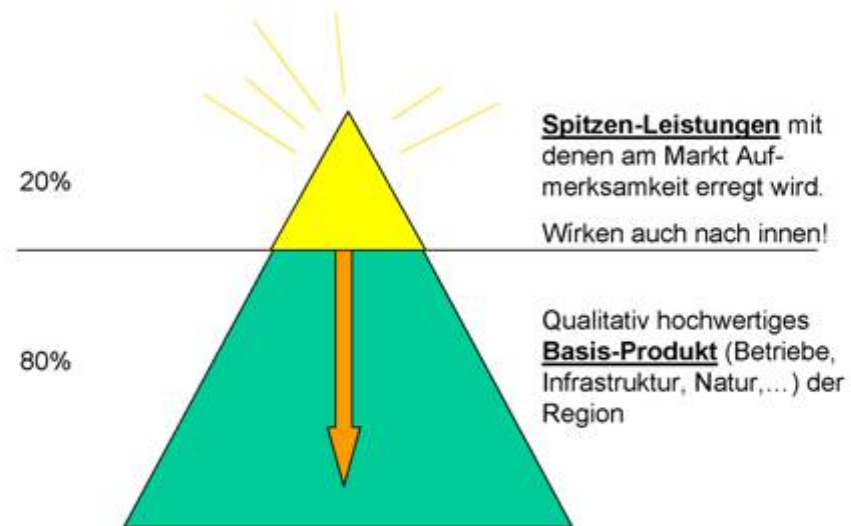 20%
Spitzen-Leistungen mit
denen am Markt Auf-
merksamkeit erregt wird.
Wirken auch nach innen!
80%
Qualitativ hochwertiges
Basis-Produkt (Betriebe,
Infrastruktur, Natur,…) der
Region